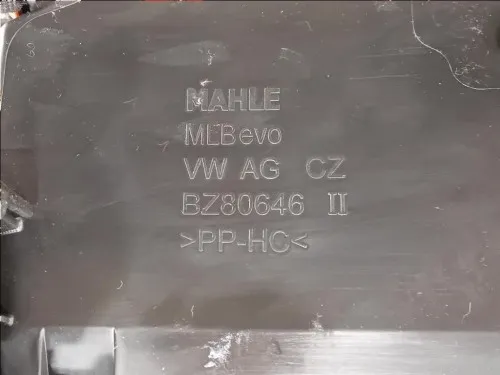 MAHLE
MLBevo
VW AG CZ
BZ80646 II
>PP-HC<